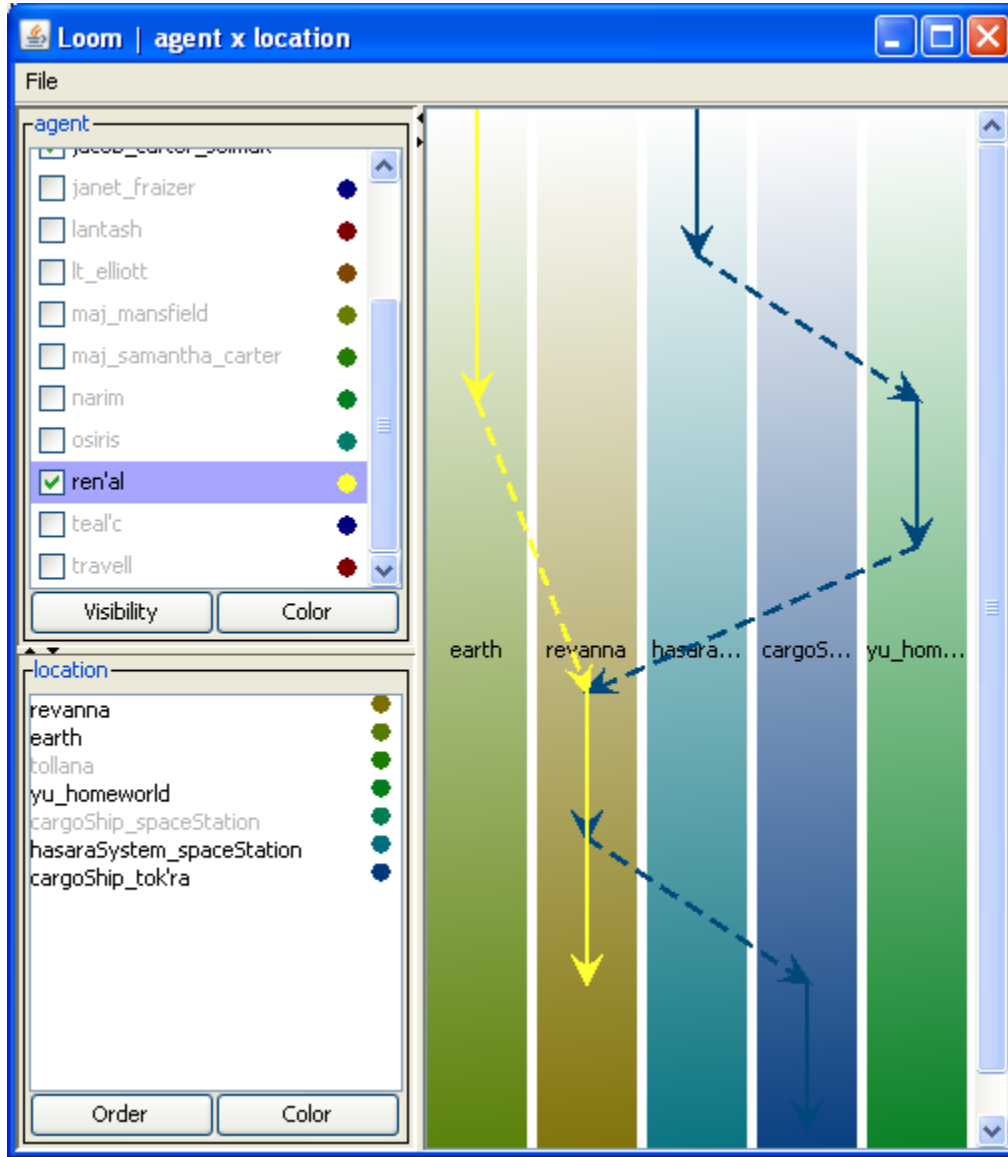 Loom | agent x location
File
agent
janet_fraizer
lantash
lt_elliott
maj_mansfield
maj_samantha_carter
narim
osiris
ren'al
teal'c
travell
Visibility Color
location
revanna
earth
tollana
yu_homeworld
cargoShip_spaceStation
hasaraSystem_spaceStation
cargoShip_tok'ra
Order Color
earth revanna hasara... cargoS... yu_hom...